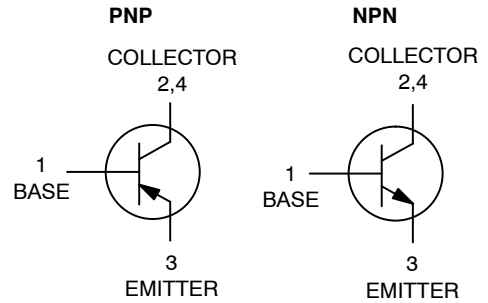 PNP
COLLECTOR
2,4
1
BASE
3
EMITTER
NPN
COLLECTOR
2,4
1
BASE
3
EMITTER